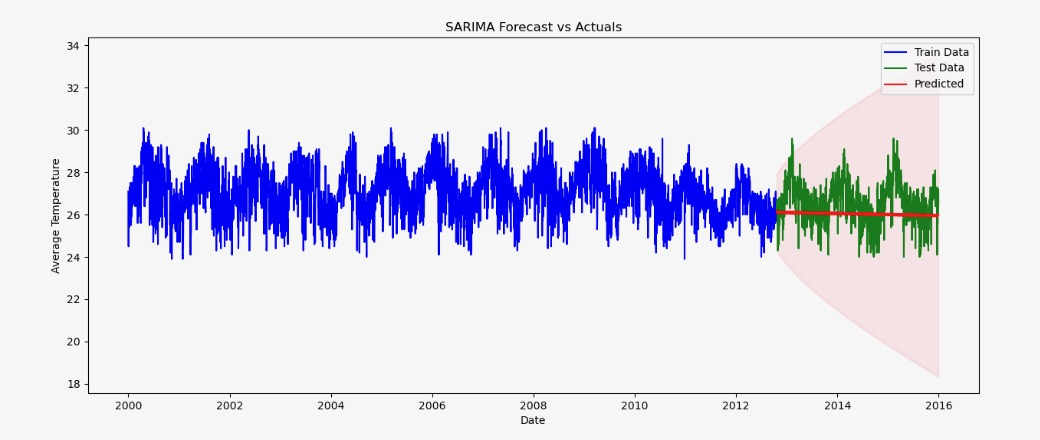 SARIMA Forecast vs Actuals
Train Data
Test Data
Predicted
34
32
30
28
26
24
22
20
18
Average Temperature
2000 2002 2004 2006 2008 2010 2012 2014 2016
Date